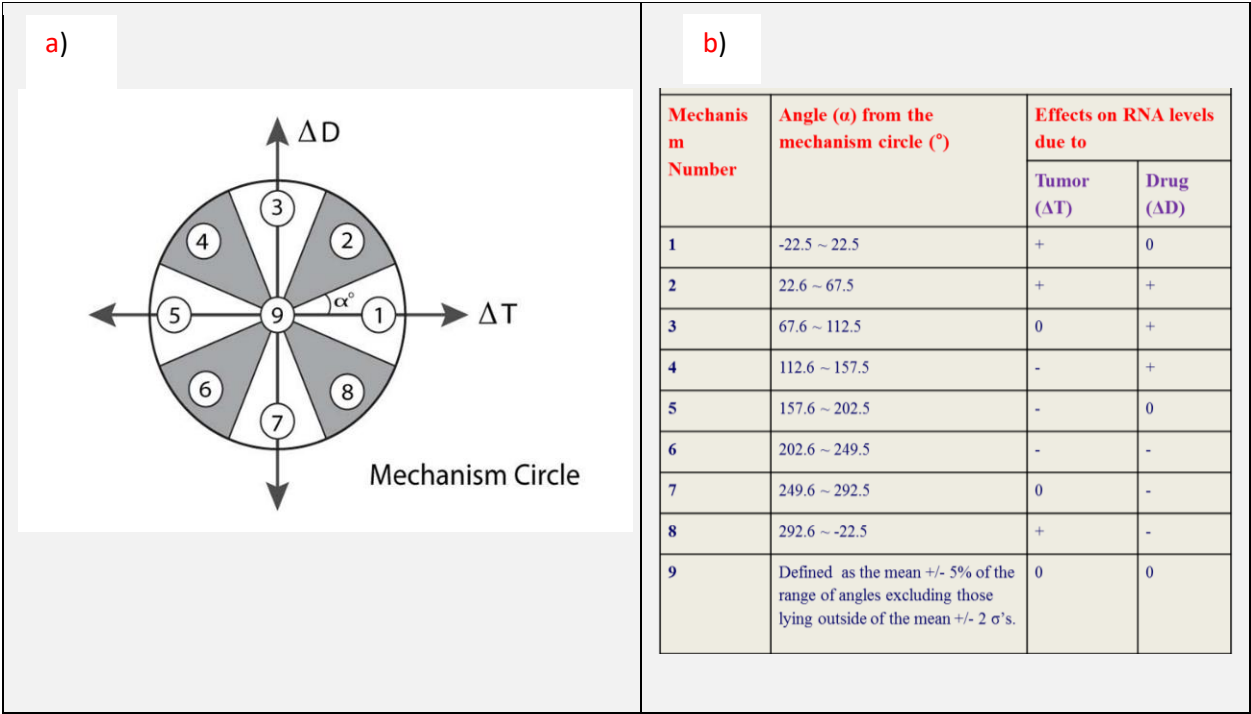 a)
ΔD
3
4
2
5
9
α°
1
ΔT
6
8
7
Mechanism Circle
b)
Mechanis
m
Number
Angle (α) from the
mechanism circle (°)
Effects on RNA levels
due to
Tumor
(ΔT)
Drug
(ΔD)
1
-22.5 ~ 22.5
+
0
2
22.6 ~ 67.5
+
+
3
67.6 ~ 112.5
0
+
4
112.6 ~ 157.5
-
+
5
157.6 ~ 202.5
-
0
6
202.6 ~ 249.5
-
-
7
249.6 ~ 292.5
0
-
8
292.6 ~ -22.5
+
-
9
Defined as the mean +/- 5% of the
range of angles excluding those
lying outside of the mean +/- 2 σ's.
0
0